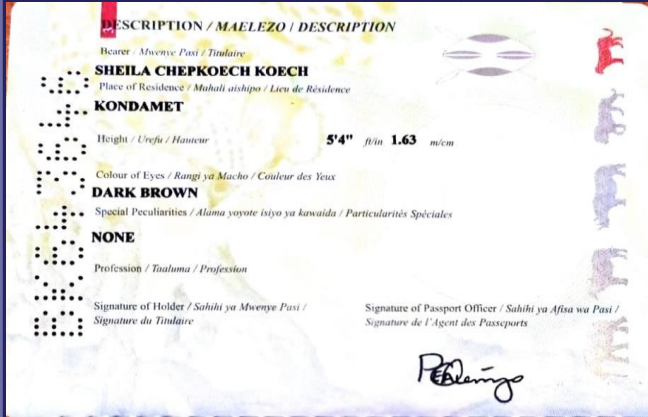 DESCRIPTION / MAELEZO / DESCRIPTION
Bearer / Mwenye Pasi / Titulaire
SHEILA CHEPKOECH KOECH
Place of Residence / Mahali aishipo / Lieu de Résidence
KONDAMET
Height / Urefu / Hauteur 5'4" ft/in 1.63 m/cm
Colour of Eyes / Rangi ya Macho / Couleur des Yeux
DARK BROWN
Special Peculiarities / Alama yoyote isiyo ya kawaida / Particularités Spéciales
NONE
Profession / Taaluma / Profession
Signature of Holder / Sahihi ya Mwenye Pasi /
Signature du Titulaire
Signature of Passport Officer / Sahihi ya Afisa wa Pasi /
Signature de l'Agent des Passeports